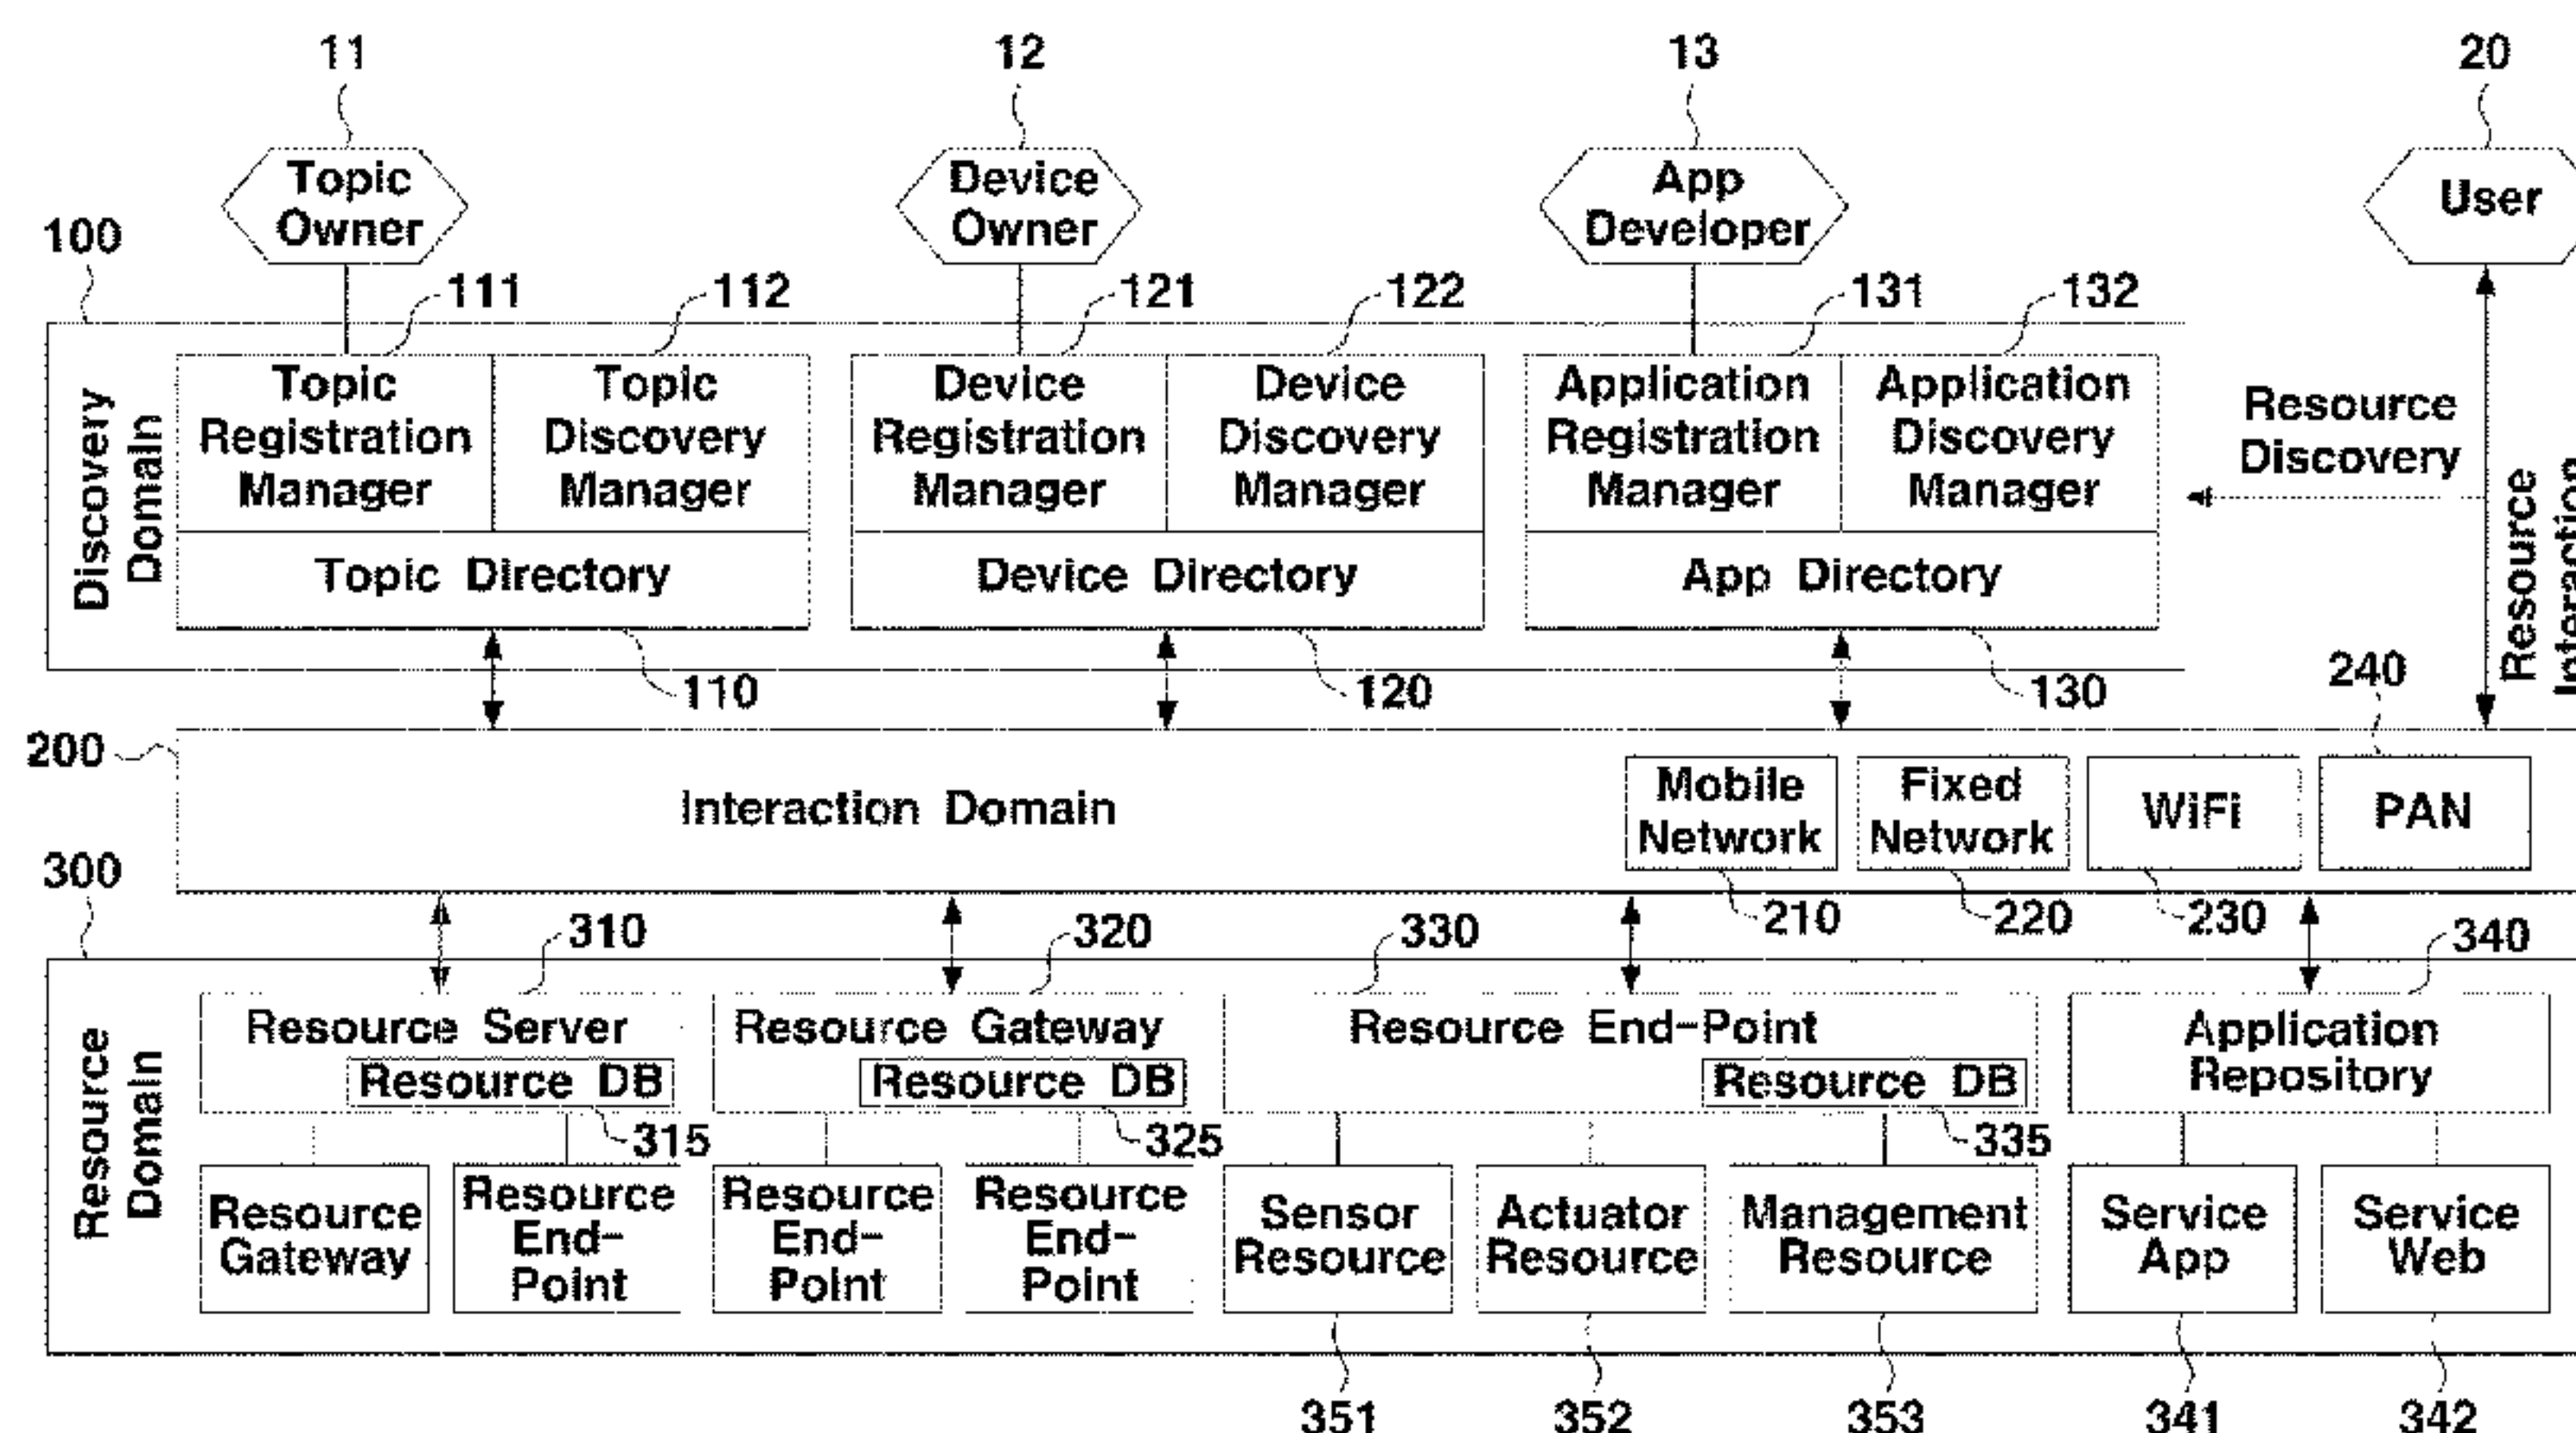 11
12
13
20
Topic
Owner
Device
Owner
App
Developer
User
100
111
112
121
122
131
132
Discovery
Domain
Topic
Registration
Manager
Topic
Discovery
Manager
Topic Directory
Device
Registration
Manager
Device
Discovery
Manager
Device Directory
Application
Registration
Manager
Application
Discovery
Manager
App Directory
Resource
Discovery
Resource
Interaction
110
120
130
240
200
Interaction Domain
Mobile
Network
Fixed
Network
WiFi
PAN
210
220
230
300
310
320
330
340
Resource
Domain
Resource Server
Resource DB
315
Resource Gateway
Resource DB
325
Resource End-Point
Resource DB
335
Application
Repository
Resource
Gateway
Resource
End-
Point
Resource
End-
Point
Resource
End-
Point
Sensor
Resource
Actuator
Resource
Management
Resource
Service
App
Service
Web
351
352
353
341
342